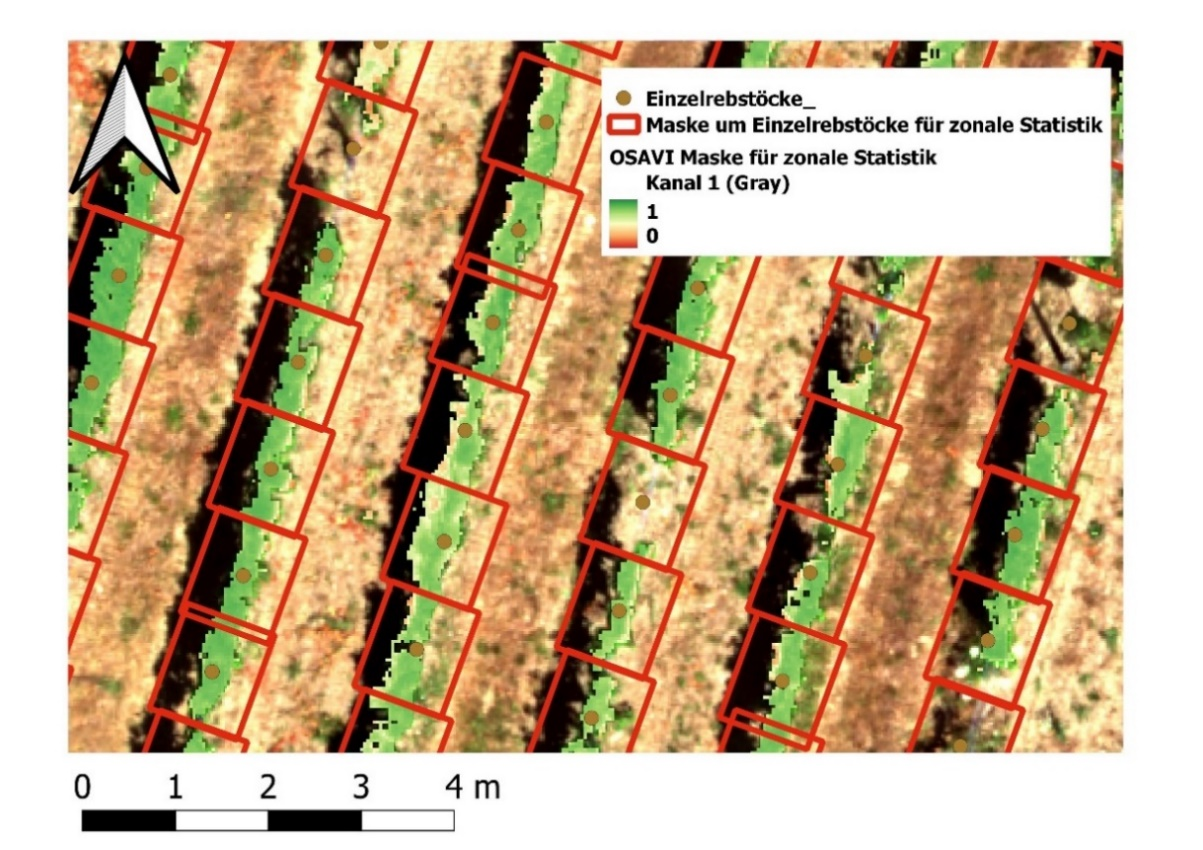 Einzelrebstöcke_
Maske um Einzelrebstöcke für zonale Statistik
OSAVI Maske für zonale Statistik
Kanal 1 (Gray)
1
0
0 1 2 3 4 m